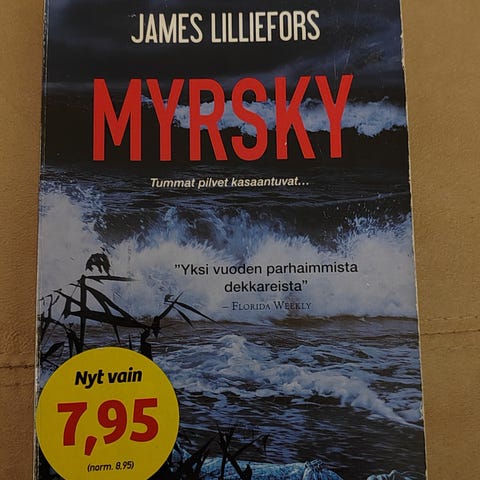 JAMES LILLIEFORS
MYRSKY
Tummat pilvet kasaantuvat...
"Yksi vuoden parhaimmista
dekkareista"
– FLORIDA WEEKLY
Nyt vain
7,95
(norm. 8,95)